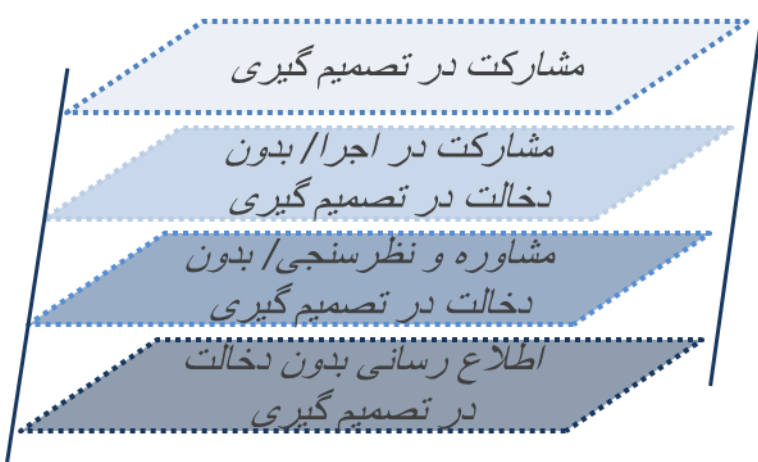 مشارکت در تصمیم گیری
مشارکت در اجرا/ بدون
دخالت در تصمیم گیری
مشاوره و نظرسنجی/ بدون
دخالت در تصمیم گیری
اطلاع رسانی بدون دخالت
در تصمیم گیری